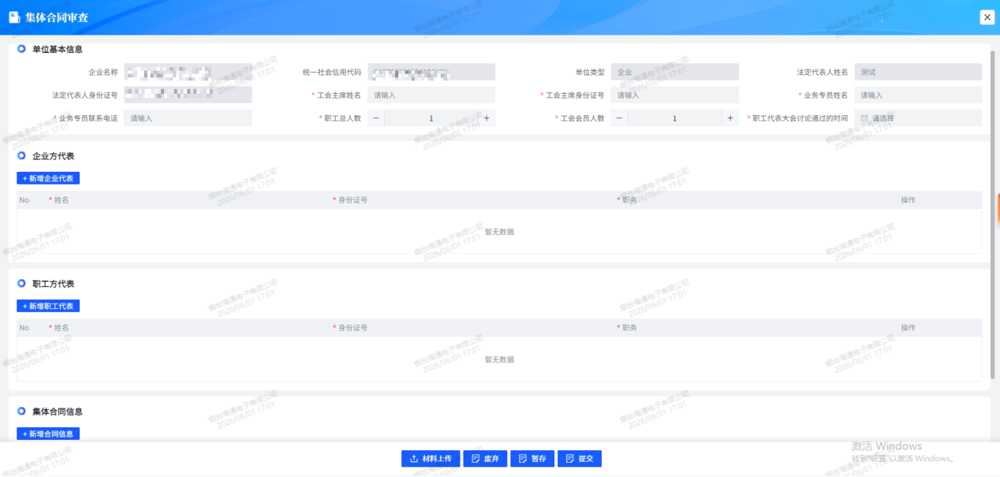 集体合同审查
单位基本信息
企业名称
统一社会信用代码
单位类型 企业
法定代表人姓名 测试
法定代表人身份证号
* 工会主席姓名 请输入
* 工会主席身份证号 请输入
* 业务专员姓名 请输入
* 业务专员联系电话 请输入
* 职工总人数 − 1 +
* 工会会员人数 − 1 +
* 职工代表大会讨论通过的时间 请选择
企业方代表
+ 新增企业代表
No * 姓名 * 身份证号 * 职务 操作
暂无数据
职工方代表
+ 新增职工代表
No * 姓名 * 身份证号 * 职务 操作
暂无数据
集体合同信息
+ 新增合同信息
材料上传 废弃 暂存 提交
激活 Windows
转到"设置"以激活 Windows。
烟台海通电子有限公司
2026/06/01 17:01